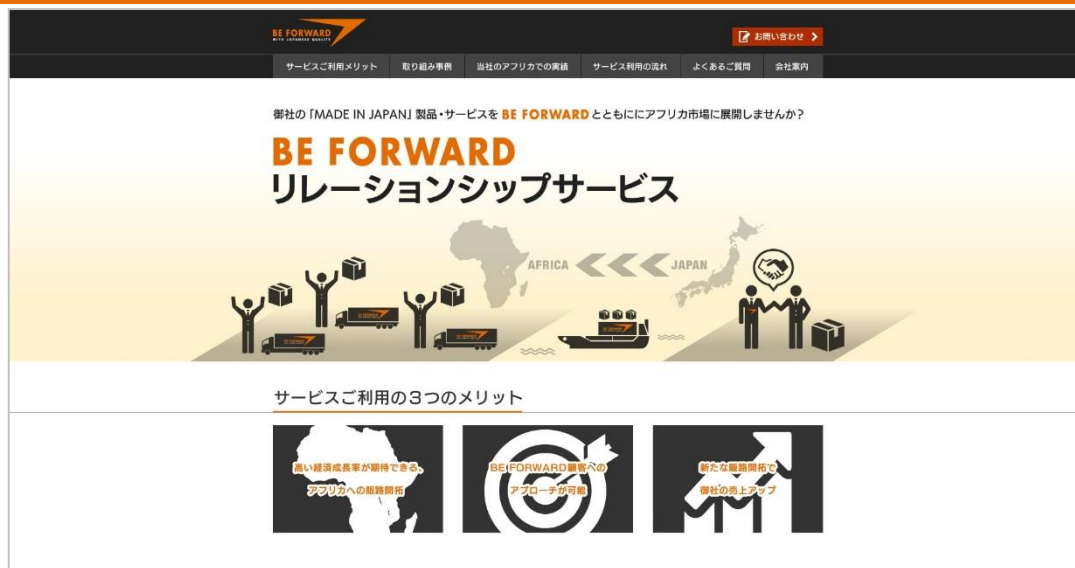 BE FORWARD
WITH JAPANESE QUALITY
お問い合わせ
サービスご利用メリット 取り組み事例 当社のアフリカでの実績 サービス利用の流れ よくあるご質問 会社案内
御社の「MADE IN JAPAN」製品・サービスを BE FORWARD とともににアフリカ市場に展開しませんか?
BE FORWARD
リレーションシップサービス
AFRICA JAPAN
サービスご利用の3つのメリット
高い経済成長率が期待できる、
アフリカへの販路開拓
BE FORWARD顧客への
アプローチが可能
新たな販路開拓で
御社の売上アップ